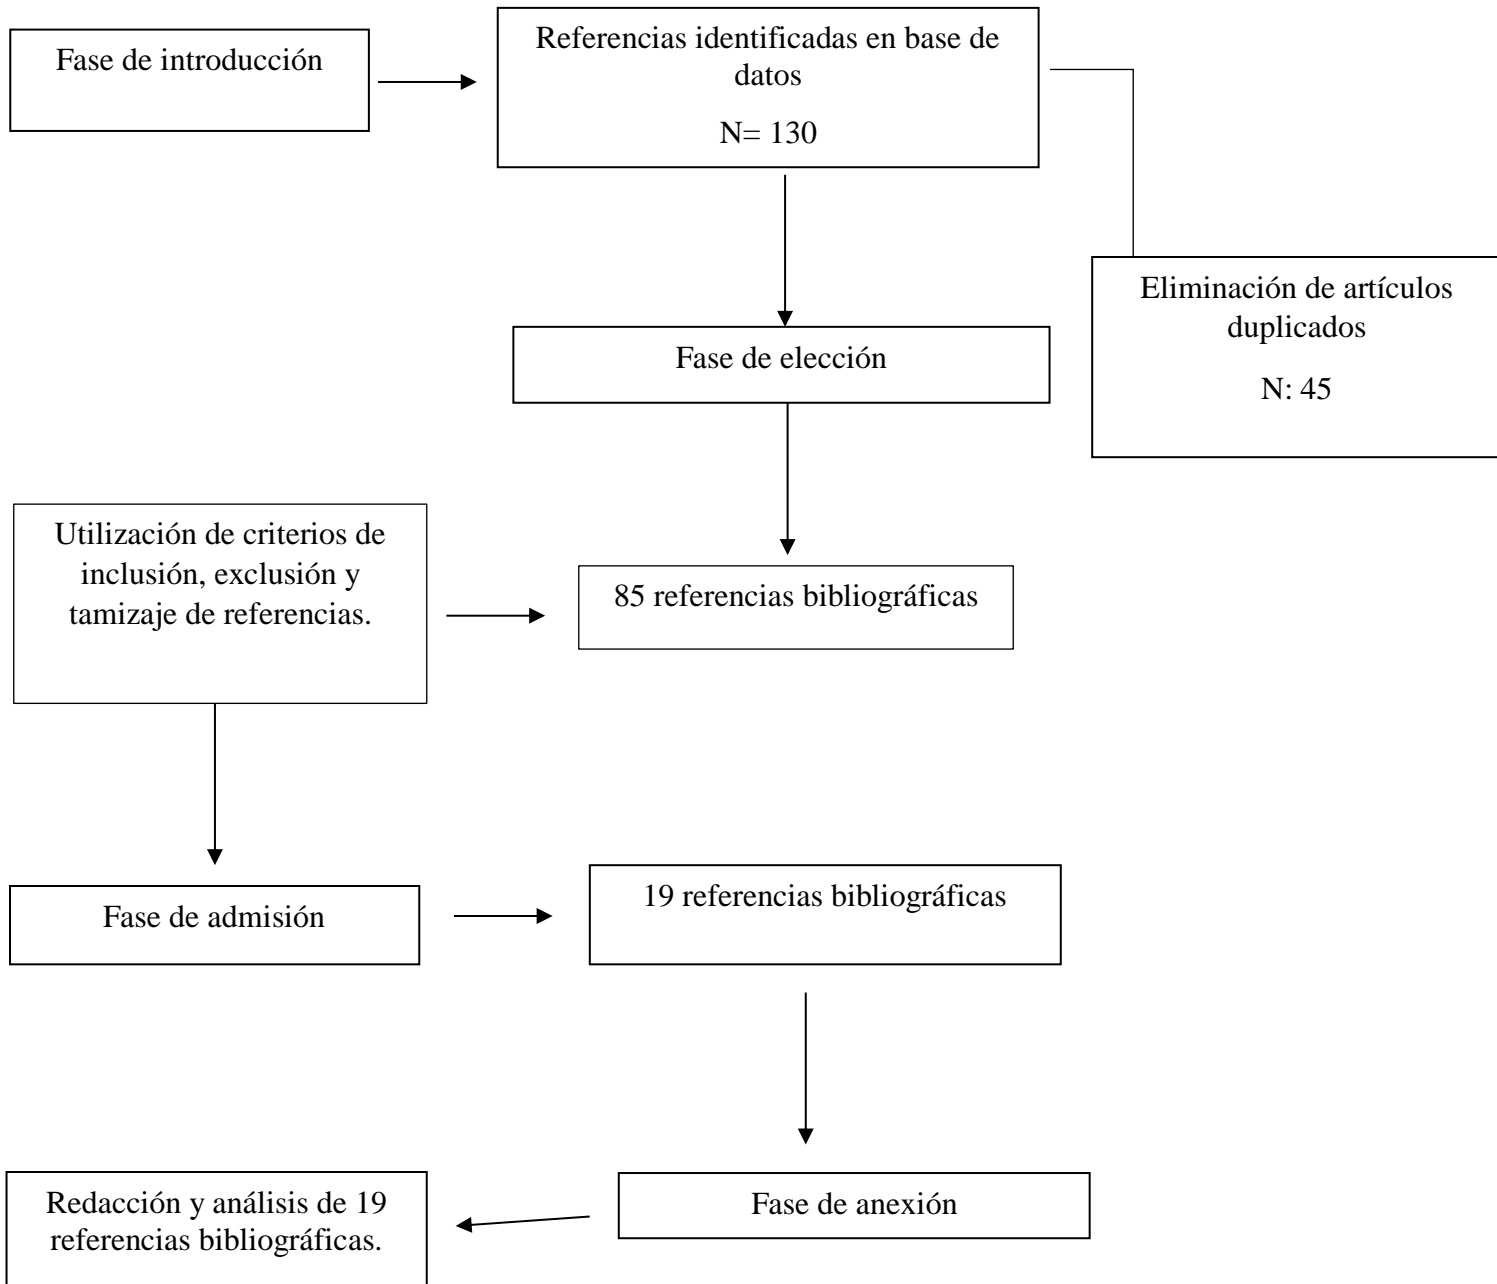 Fase de introducción
Referencias identificadas en base de
datos
N= 130
Eliminación de artículos
duplicados
N: 45
Fase de elección
Utilización de criterios de
inclusión, exclusión y
tamizaje de referencias.
85 referencias bibliográficas
Fase de admisión
19 referencias bibliográficas
Fase de anexión
Redacción y análisis de 19
referencias bibliográficas.